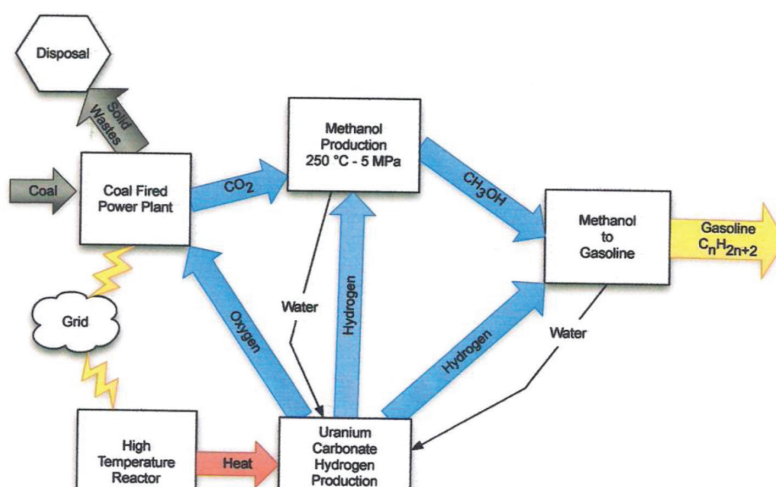 Disposal
Solid
Wastes
Coal
Coal Fired
Power Plant
CO2
Methanol
Production
250 °C - 5 MPa
CH3OH
Methanol
to
Gasoline
Gasoline
CnH2n+2
Grid
Oxygen
Water
Hydrogen
Hydrogen
Water
High
Temperature
Reactor
Heat
Uranium
Carbonate
Hydrogen
Production